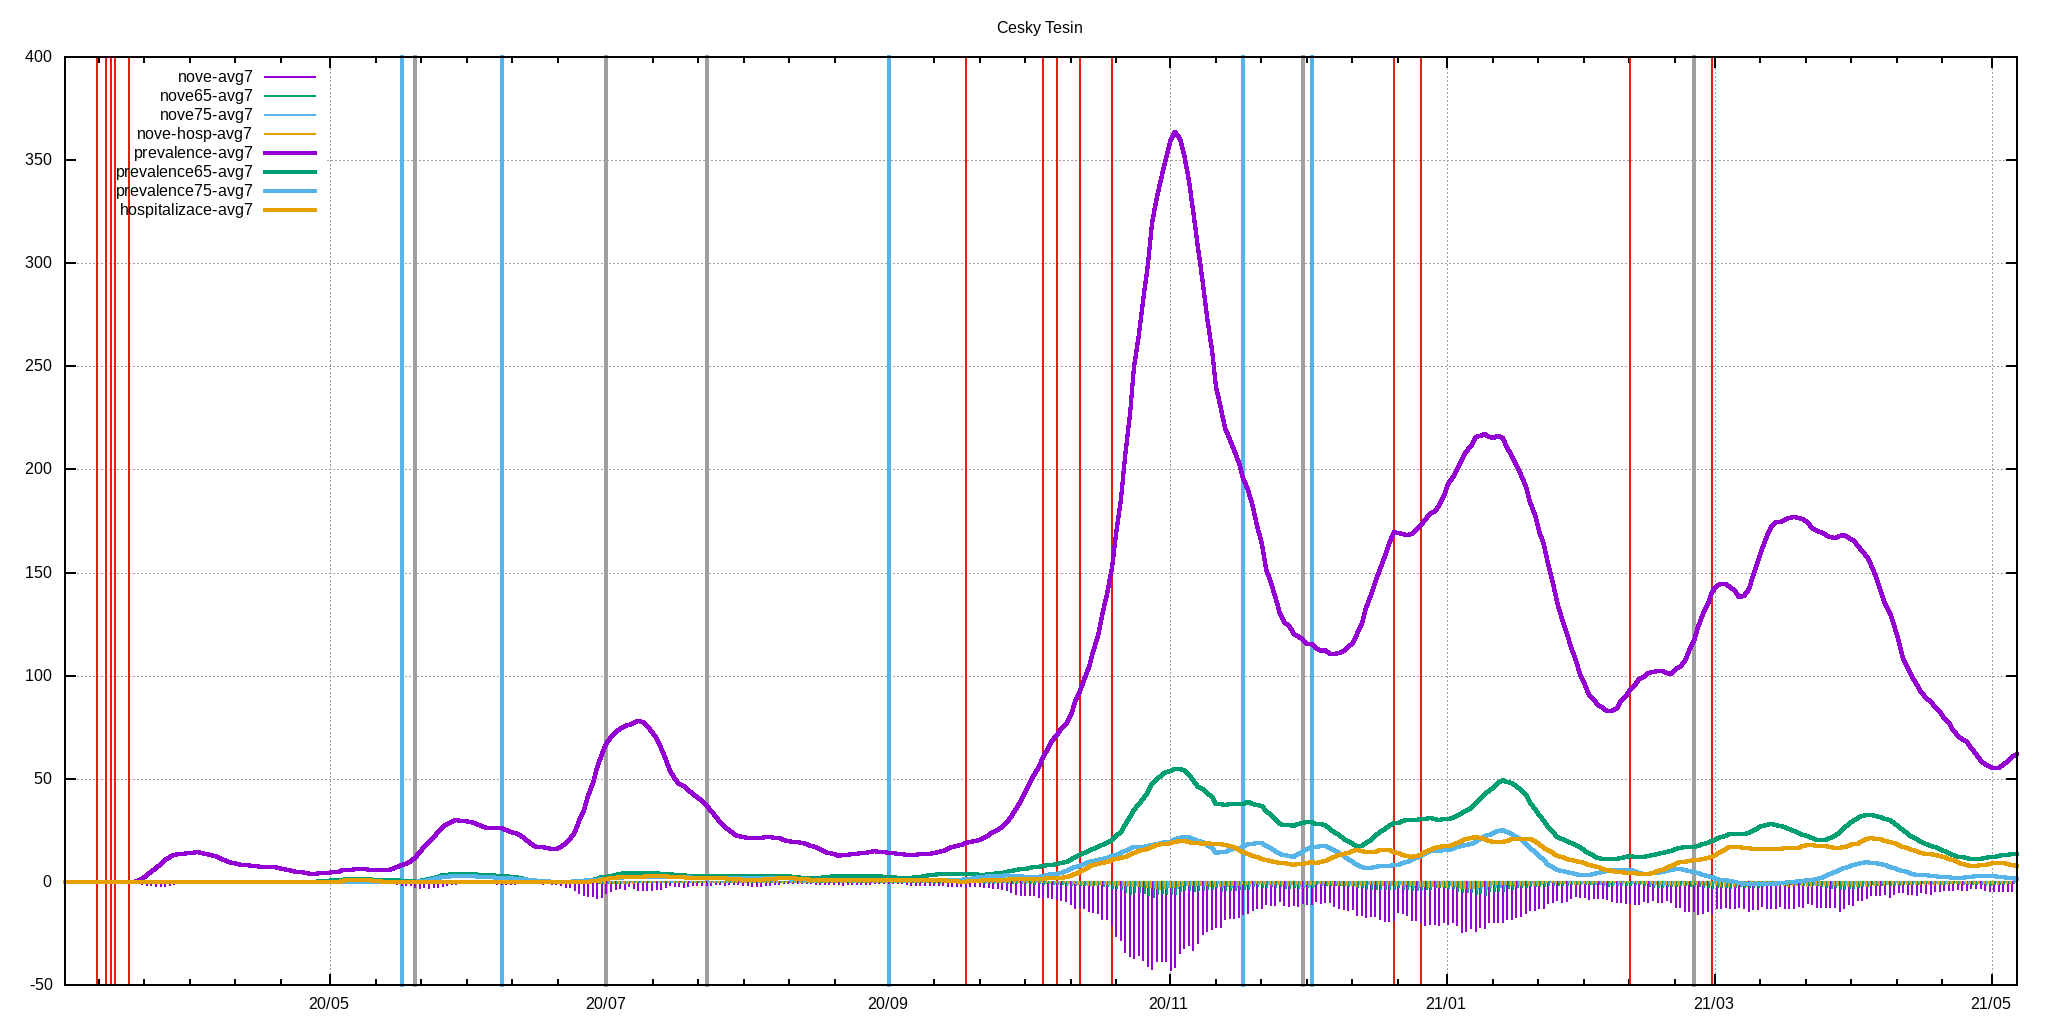 Cesky Tesin
400
350
300
250
200
150
100
50
0
-50
nove-avg7
nove65-avg7
nove75-avg7
nove-hosp-avg7
prevalence-avg7
prevalence65-avg7
prevalence75-avg7
hospitalizace-avg7
20/05 20/07 20/09 20/11 21/01 21/03 21/05